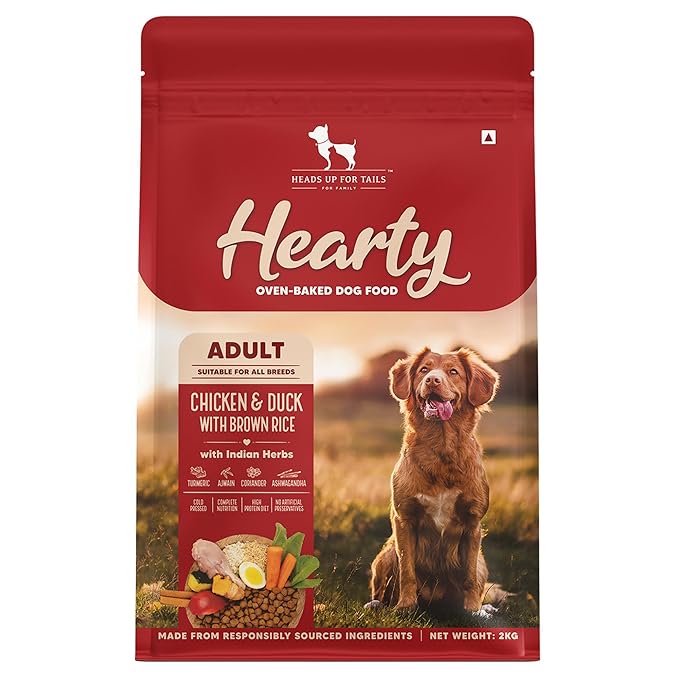 HEADS UP FOR TAILS™
FOR FAMILY
Hearty
OVEN-BAKED DOG FOOD
ADULT
SUITABLE FOR ALL BREEDS
CHICKEN & DUCK
WITH BROWN RICE
with Indian Herbs
TURMERIC AJWAIN CORIANDER ASHWAGANDHA
COLD PRESSED | COMPLETE NUTRITION | HIGH PROTEIN DIET | NO ARTIFICIAL PRESERVATIVES
MADE FROM RESPONSIBLY SOURCED INGREDIENTS | NET WEIGHT: 2KG